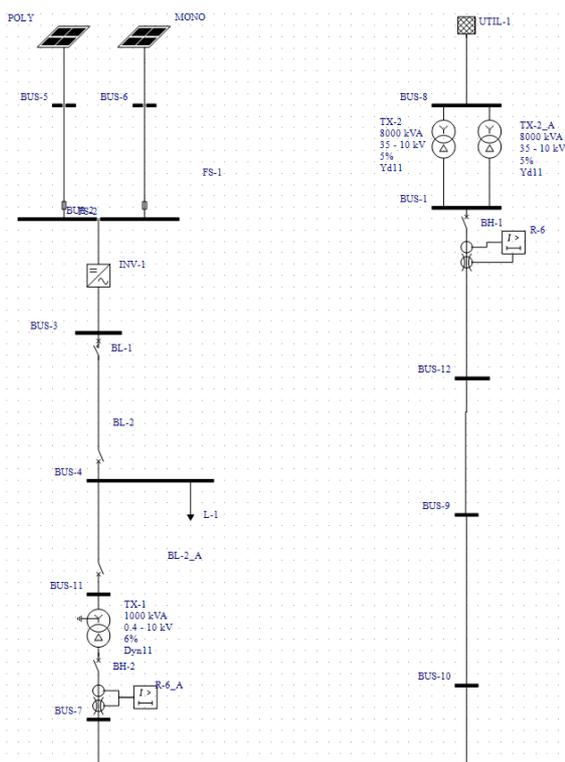 POLY
MONO
UTIL-1
BUS-5
BUS-6
BUS-8
TX-2
8000 kVA
35 - 10 kV
5%
Yd11
TX-2_A
8000 kVA
35 - 10 kV
5%
Yd11
FS-1
FS-2
BUS-1
BH-1
R-6
I >
INV-1
BUS-3
BL-1
BUS-12
BL-2
BUS-4
L-1
BUS-9
BL-2_A
BUS-11
TX-1
1000 kVA
0.4 - 10 kV
6%
Dyn11
BH-2
R-6_A
I >
BUS-7
BUS-10